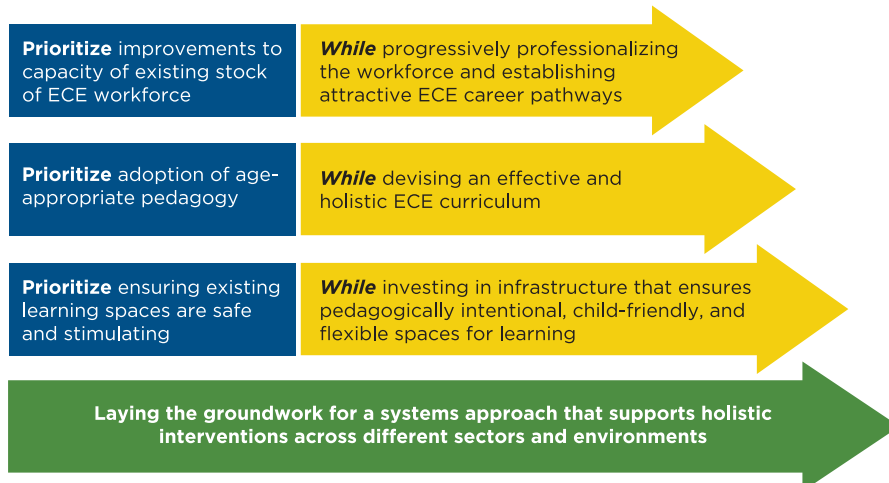 Prioritize improvements to
capacity of existing stock
of ECE workforce
While progressively professionalizing
the workforce and establishing
attractive ECE career pathways
Prioritize adoption of age-
appropriate pedagogy
While devising an effective and
holistic ECE curriculum
Prioritize ensuring existing
learning spaces are safe
and stimulating
While investing in infrastructure that ensures
pedagogically intentional, child-friendly, and
flexible spaces for learning
Laying the groundwork for a systems approach that supports holistic
interventions across different sectors and environments